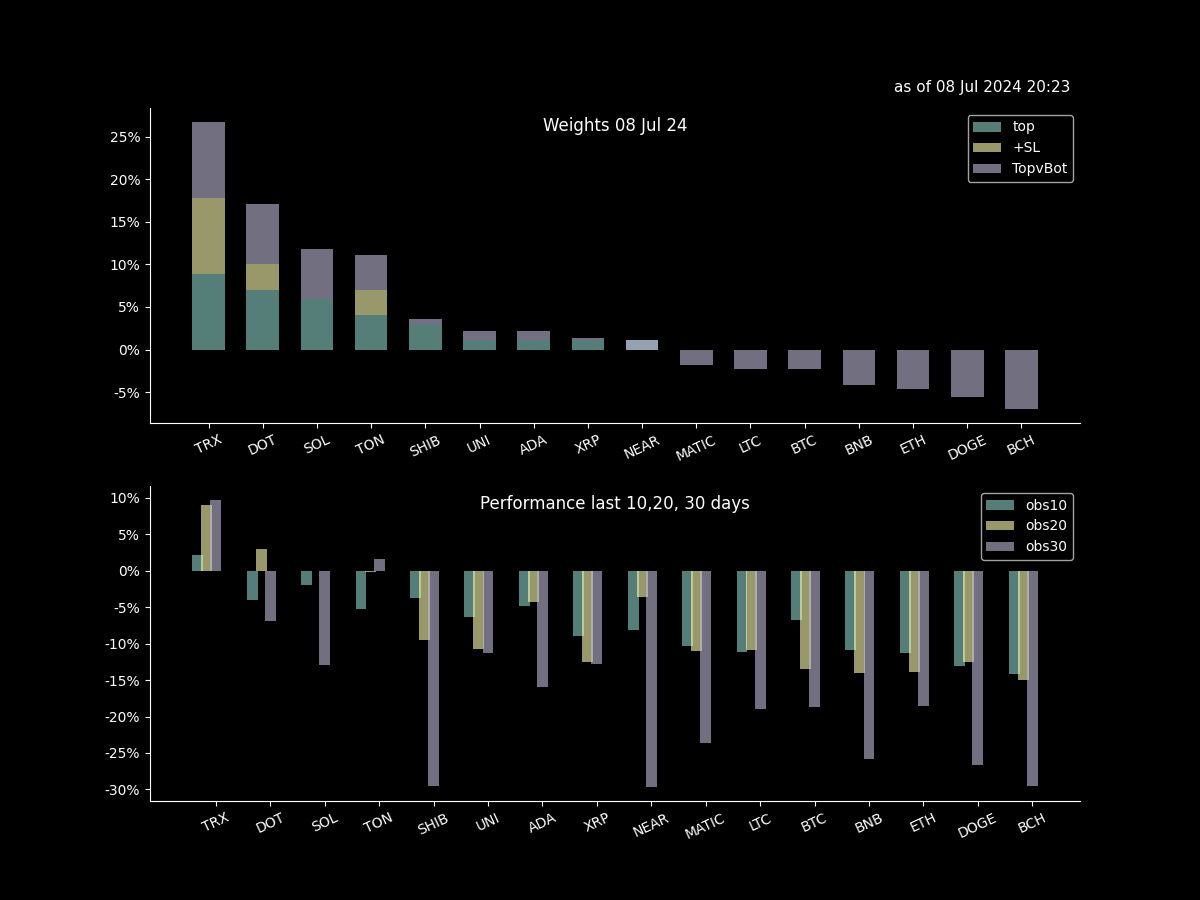 as of 08 Jul 2024 20:23
Weights 08 Jul 24
top
+SL
TopvBot
25%
20%
15%
10%
5%
0%
-5%
TRX DOT SOL TON SHIB UNI ADA XRP NEAR MATIC LTC BTC BNB ETH DOGE BCH
Performance last 10,20, 30 days
obs10
obs20
obs30
10%
5%
0%
-5%
-10%
-15%
-20%
-25%
-30%
TRX DOT SOL TON SHIB UNI ADA XRP NEAR MATIC LTC BTC BNB ETH DOGE BCH